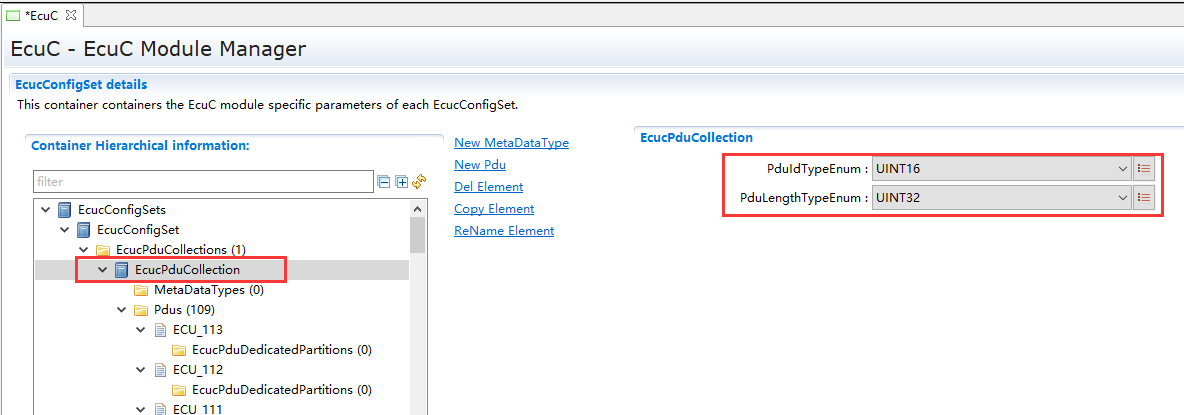 *EcuC
EcuC - EcuC Module Manager
EcucConfigSet details
This container containers the EcuC module specific parameters of each EcucConfigSet.
Container Hierarchical information:
filter
EcucConfigSets
EcucConfigSet
EcucPduCollections (1)
EcucPduCollection
MetaDataTypes (0)
Pdus (109)
ECU_113
EcucPduDedicatedPartitions (0)
ECU_112
EcucPduDedicatedPartitions (0)
ECU_111
New MetaDataType
New Pdu
Del Element
Copy Element
ReName Element
EcucPduCollection
PduIdTypeEnum : UINT16
PduLengthTypeEnum : UINT32